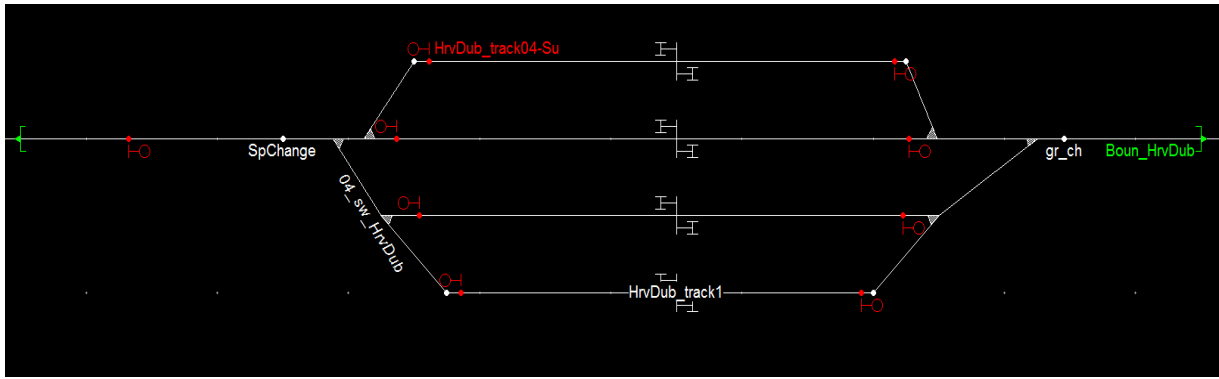 HrvDub_track04-Su
SpChange
gr_ch
Boun_HrvDub
04_sw_HrvDub
HrvDub_track1